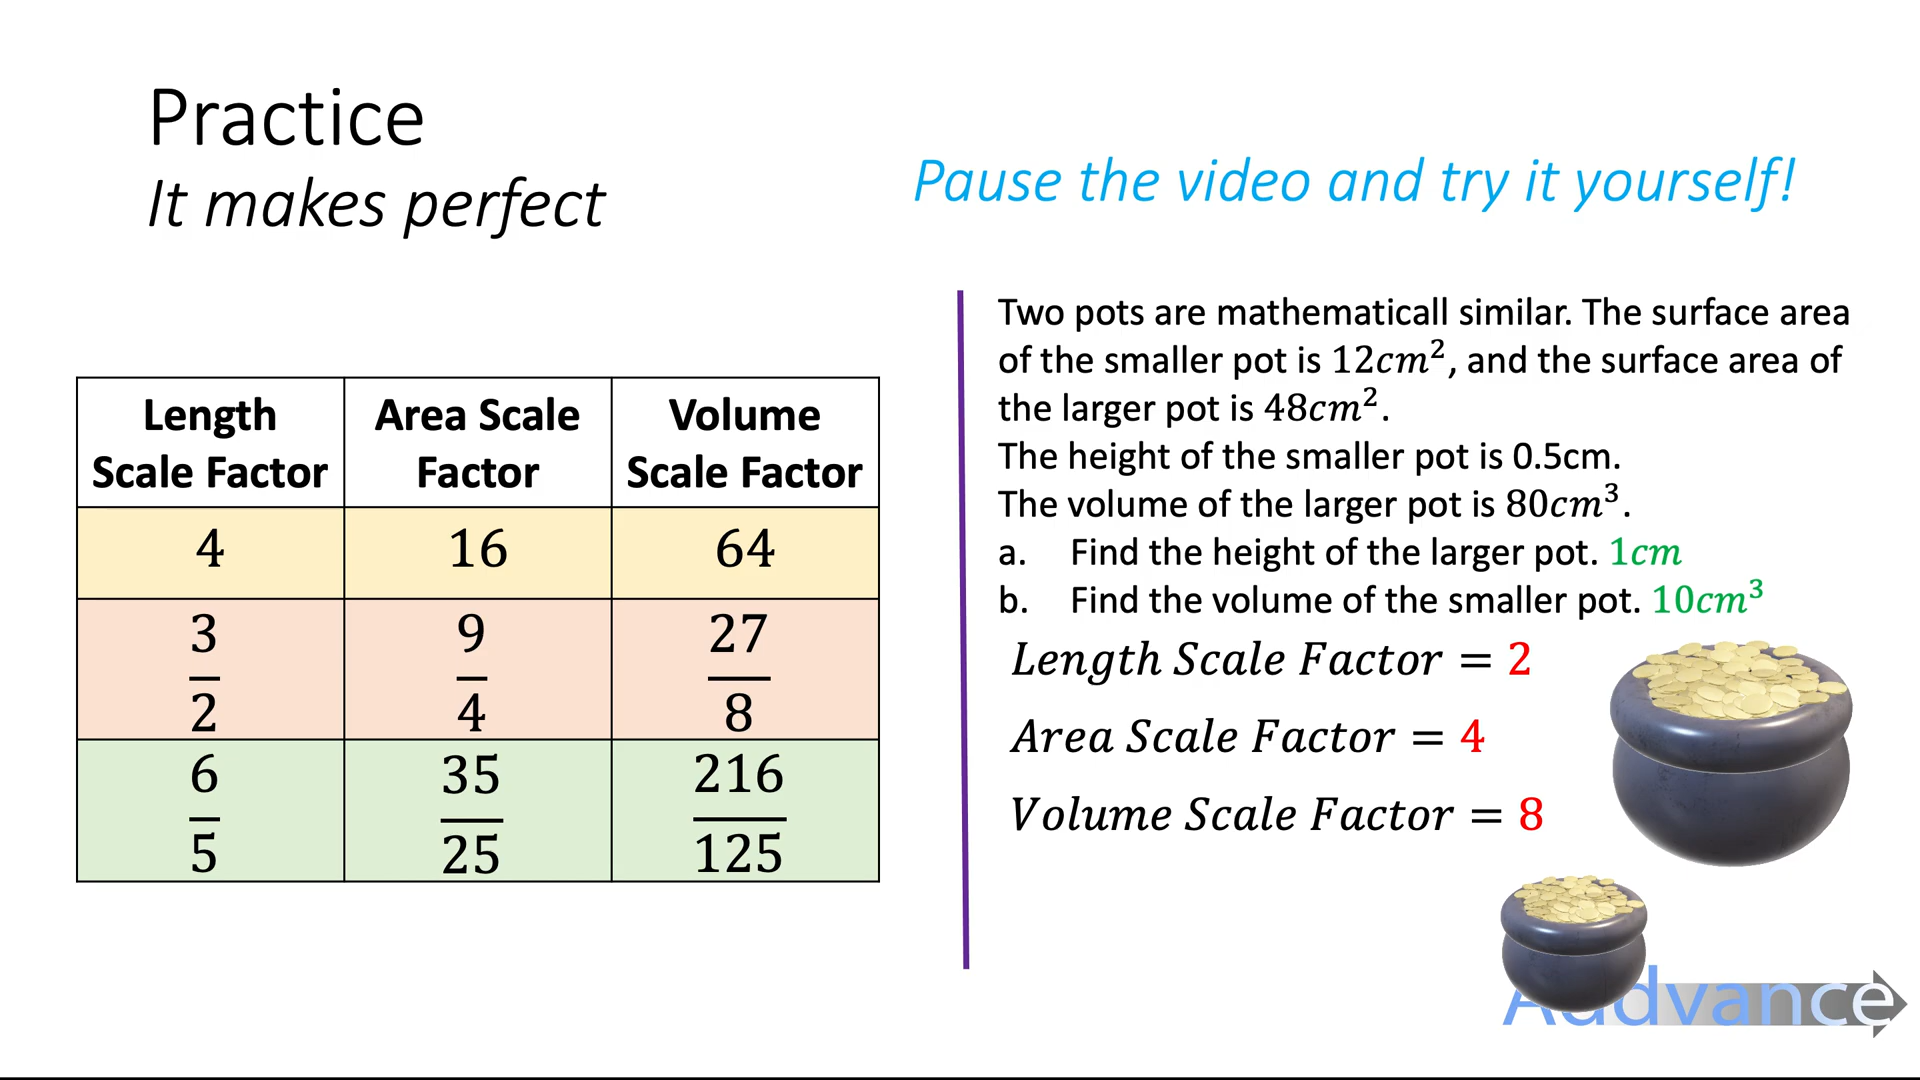 Practice
It makes perfect
Pause the video and try it yourself!
Length Scale Factor | Area Scale Factor | Volume Scale Factor
4 | 16 | 64
3/2 | 9/4 | 27/8
6/5 | 35/25 | 216/125
Two pots are mathematicall similar. The surface area
of the smaller pot is 12cm², and the surface area of
the larger pot is 48cm².
The height of the smaller pot is 0.5cm.
The volume of the larger pot is 80cm³.
a. Find the height of the larger pot. 1cm
b. Find the volume of the smaller pot. 10cm³
Length Scale Factor = 2
Area Scale Factor = 4
Volume Scale Factor = 8
Addvance